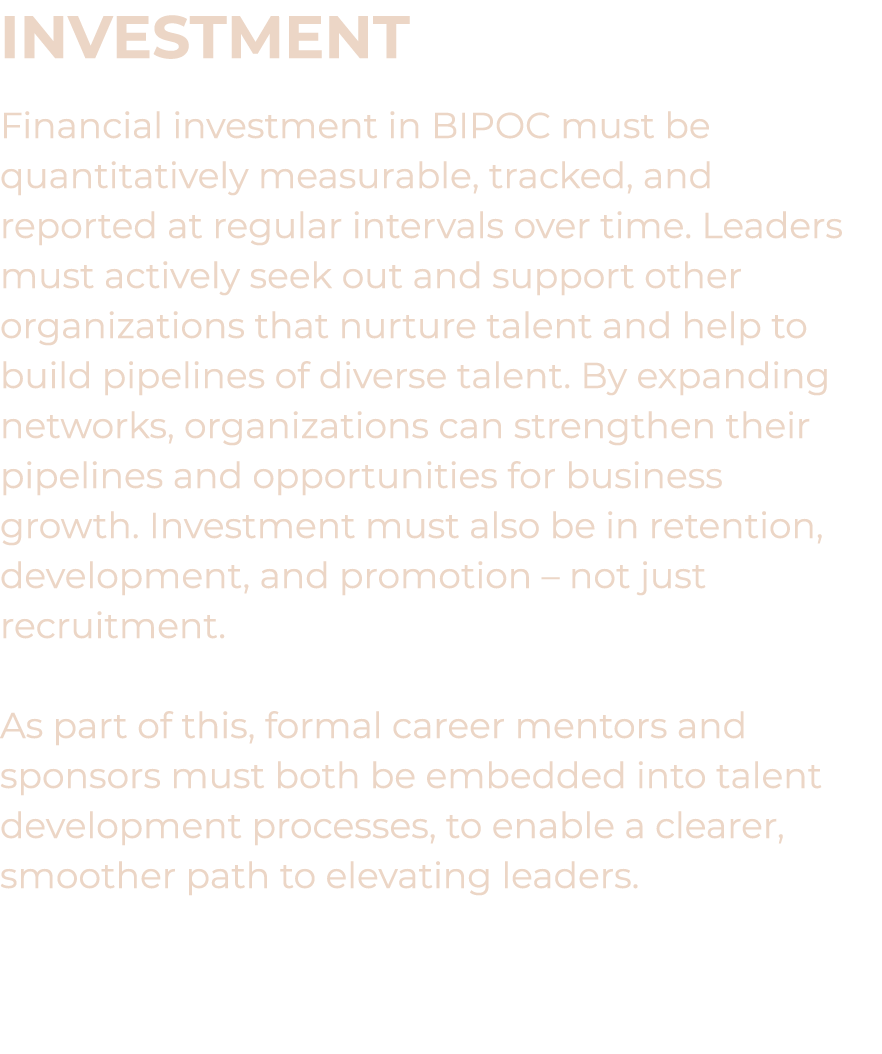 INVESTMENT
Financial investment in BIPOC must be
quantitatively measurable, tracked, and
reported at regular intervals over time. Leaders
must actively seek out and support other
organizations that nurture talent and help to
build pipelines of diverse talent. By expanding
networks, organizations can strengthen their
pipelines and opportunities for business
growth. Investment must also be in retention,
development, and promotion – not just
recruitment.
As part of this, formal career mentors and
sponsors must both be embedded into talent
development processes, to enable a clearer,
smoother path to elevating leaders.